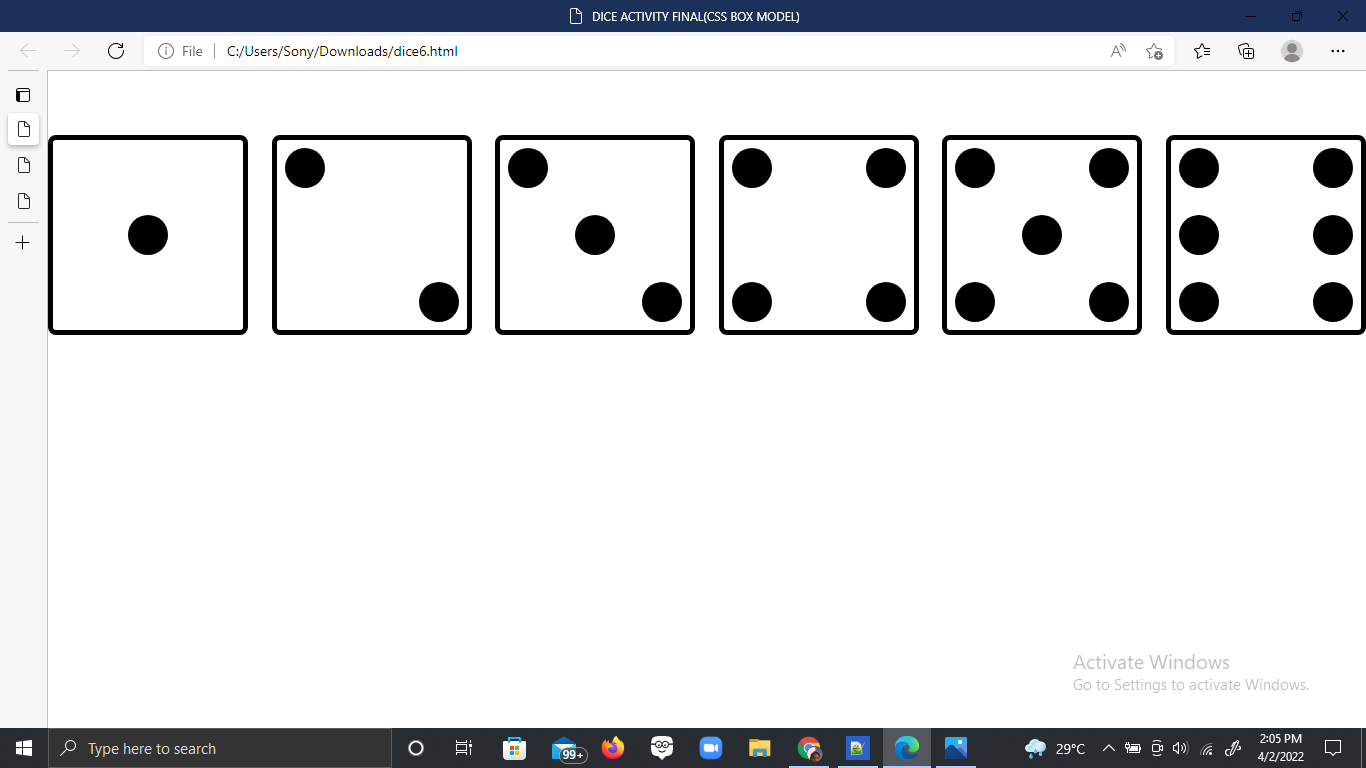 DICE ACTIVITY FINAL(CSS BOX MODEL)
File
C:/Users/Sony/Downloads/dice6.html
Activate Windows
Go to Settings to activate Windows.
Type here to search
99+
29°C
2:05 PM
4/2/2022